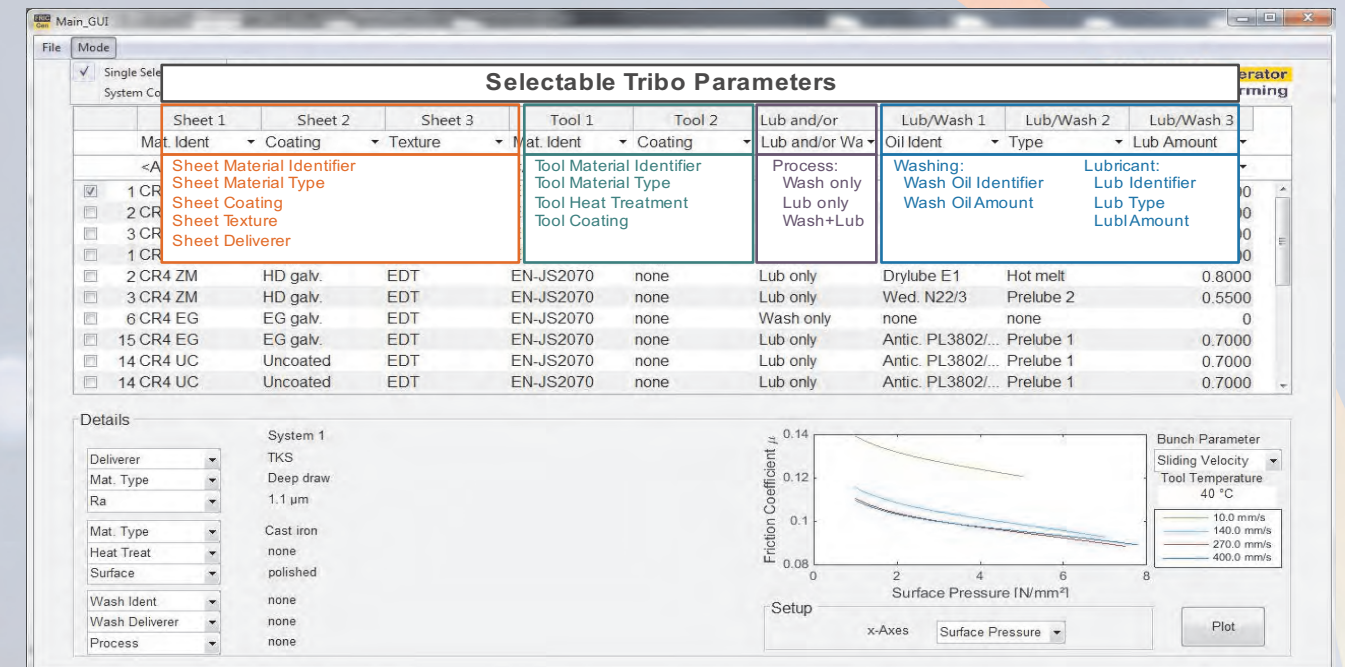 FRIC Gen Main_GUI
File Mode
Single Sele
System Co
Selectable Tribo Parameters
erator
rming
Sheet 1 Sheet 2 Sheet 3 Tool 1 Tool 2 Lub and/or Lub/Wash 1 Lub/Wash 2 Lub/Wash 3
Mat. Ident Coating Texture Mat. Ident Coating Lub and/or Wa Oil Ident Type Lub Amount
<A
Sheet Material Identifier
Sheet Material Type
Sheet Coating
Sheet Texture
Sheet Deliverer
Tool Material Identifier
Tool Material Type
Tool Heat Treatment
Tool Coating
Process:
Wash only
Lub only
Wash+Lub
Washing:
Wash Oil Identifier
Wash Oil Amount
Lubricant:
Lub Identifier
Lub Type
LublAmount
1 CR 0
2 CR 0
3 CR 0
1 CR 0
2 CR4 ZM HD galv. EDT EN-JS2070 none Lub only Drylube E1 Hot melt 0.8000
3 CR4 ZM HD galv. EDT EN-JS2070 none Lub only Wed. N22/3 Prelube 2 0.5500
6 CR4 EG EG galv. EDT EN-JS2070 none Wash only none none 0
15 CR4 EG EG galv. EDT EN-JS2070 none Lub only Antic. PL3802/... Prelube 1 0.7000
14 CR4 UC Uncoated EDT EN-JS2070 none Lub only Antic. PL3802/... Prelube 1 0.7000
14 CR4 UC Uncoated EDT EN-JS2070 none Lub only Antic. PL3802/... Prelube 1 0.7000
Details
System 1
Deliverer TKS
Mat. Type Deep draw
Ra 1.1 µm
Mat. Type Cast iron
Heat Treat none
Surface polished
Wash Ident none
Wash Deliverer none
Process none
Friction Coefficient µ
0.14
0.12
0.1
0.08
0 2 4 6 8
Surface Pressure [N/mm²]
Bunch Parameter
Sliding Velocity
Tool Temperature
40 °C
10.0 mm/s
140.0 mm/s
270.0 mm/s
400.0 mm/s
Setup
x-Axes Surface Pressure
Plot